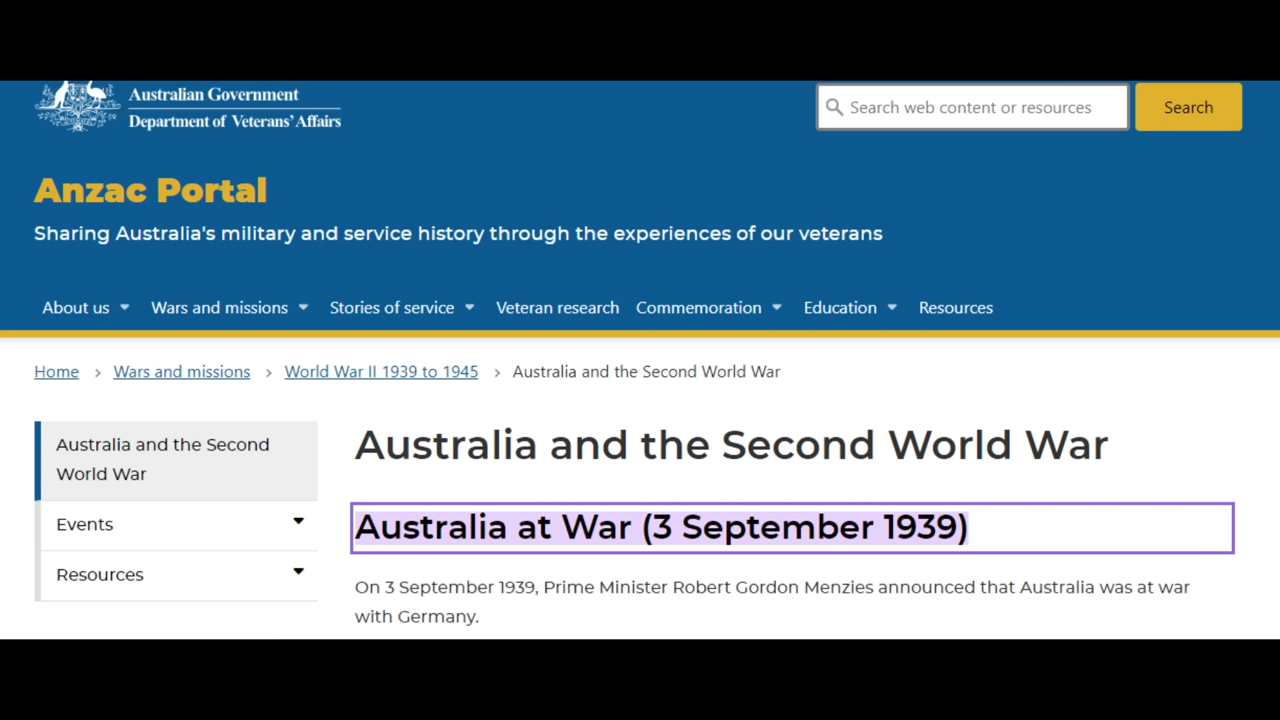 Australian Government
Department of Veterans' Affairs
Search web content or resources
Search
Anzac Portal
Sharing Australia's military and service history through the experiences of our veterans
About us Wars and missions Stories of service Veteran research Commemoration Education Resources
Home > Wars and missions > World War II 1939 to 1945 > Australia and the Second World War
Australia and the Second
World War
Events
Resources
Australia and the Second World War
Australia at War (3 September 1939)
On 3 September 1939, Prime Minister Robert Gordon Menzies announced that Australia was at war
with Germany.